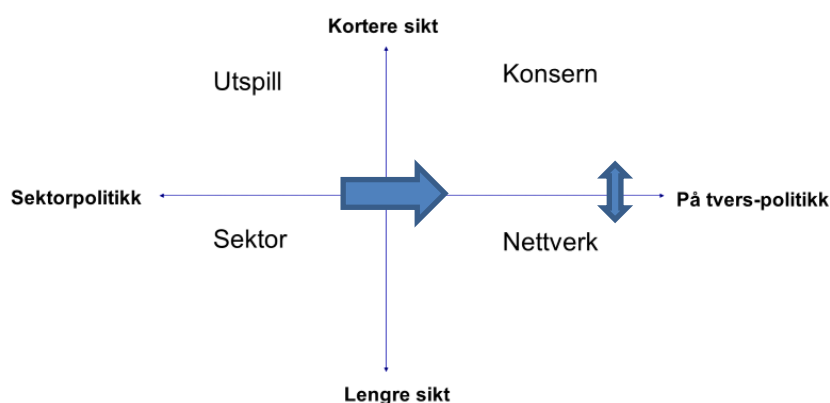 Kortere sikt
Utspill
Konsern
Sektorpolitikk
På tvers-politikk
Sektor
Nettverk
Lengre sikt